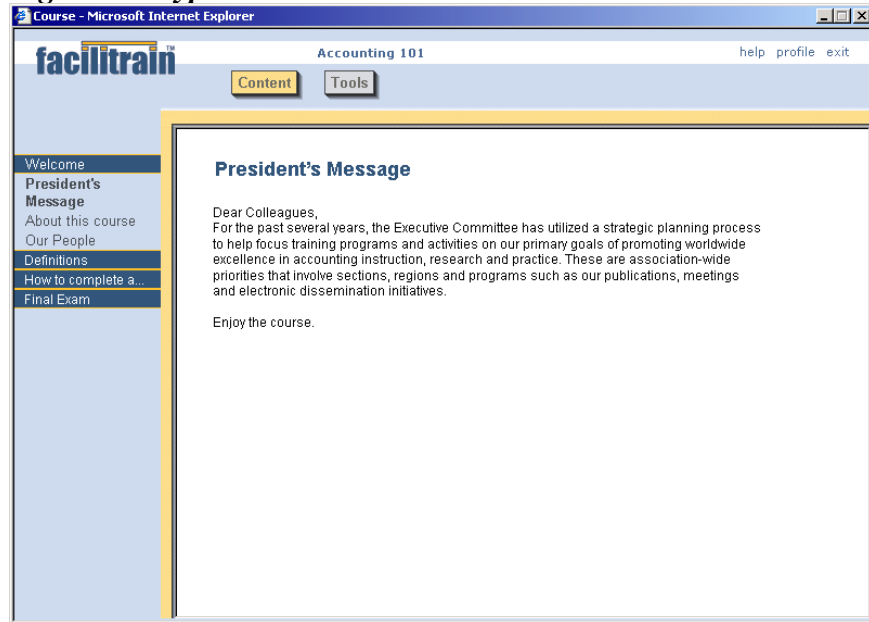 Course - Microsoft Internet Explorer
facilitrain™
Accounting 101
help profile exit
Content Tools
Welcome
President's
Message
About this course
Our People
Definitions
How to complete a...
Final Exam
President's Message
Dear Colleagues,
For the past several years, the Executive Committee has utilized a strategic planning process
to help focus training programs and activities on our primary goals of promoting worldwide
excellence in accounting instruction, research and practice. These are association-wide
priorities that involve sections, regions and programs such as our publications, meetings
and electronic dissemination initiatives.
Enjoy the course.